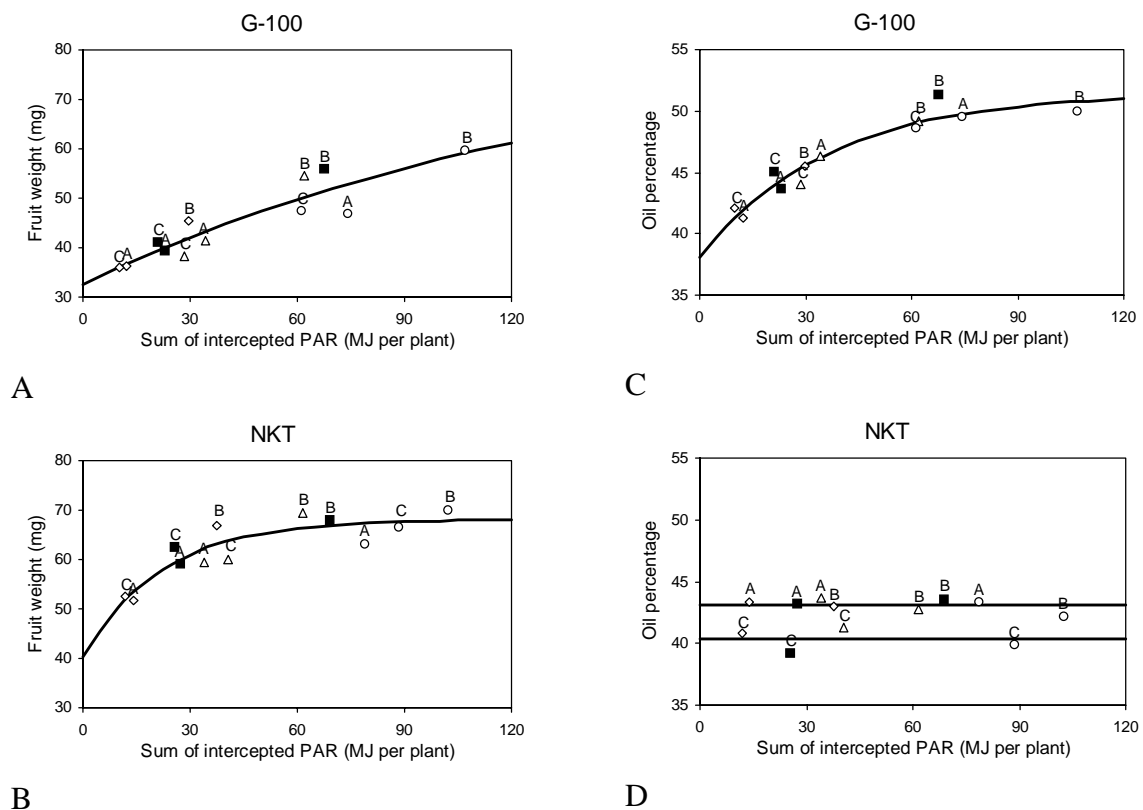 G-100
80
70
60
50
40
30
Fruit weight (mg)
B
B
B
B
C
A
C
A
A
C
C
A
0
30
60
90
120
Sum of intercepted PAR (MJ per plant)
A
G-100
55
50
45
40
35
Oil percentage
B
B
A
B
C
C
B
A
A
C
C
A
0
30
60
90
120
Sum of intercepted PAR (MJ per plant)
C
NKT
80
70
60
50
40
30
Fruit weight (mg)
B
B
B
C
B
C
A
A
A
C
C
A
0
30
60
90
120
Sum of intercepted PAR (MJ per plant)
B
NKT
55
50
45
40
35
Oil percentage
A
A
A
B
B
B
A
B
C
C
C
C
0
30
60
90
120
Sum of intercepted PAR (MJ per plant)
D